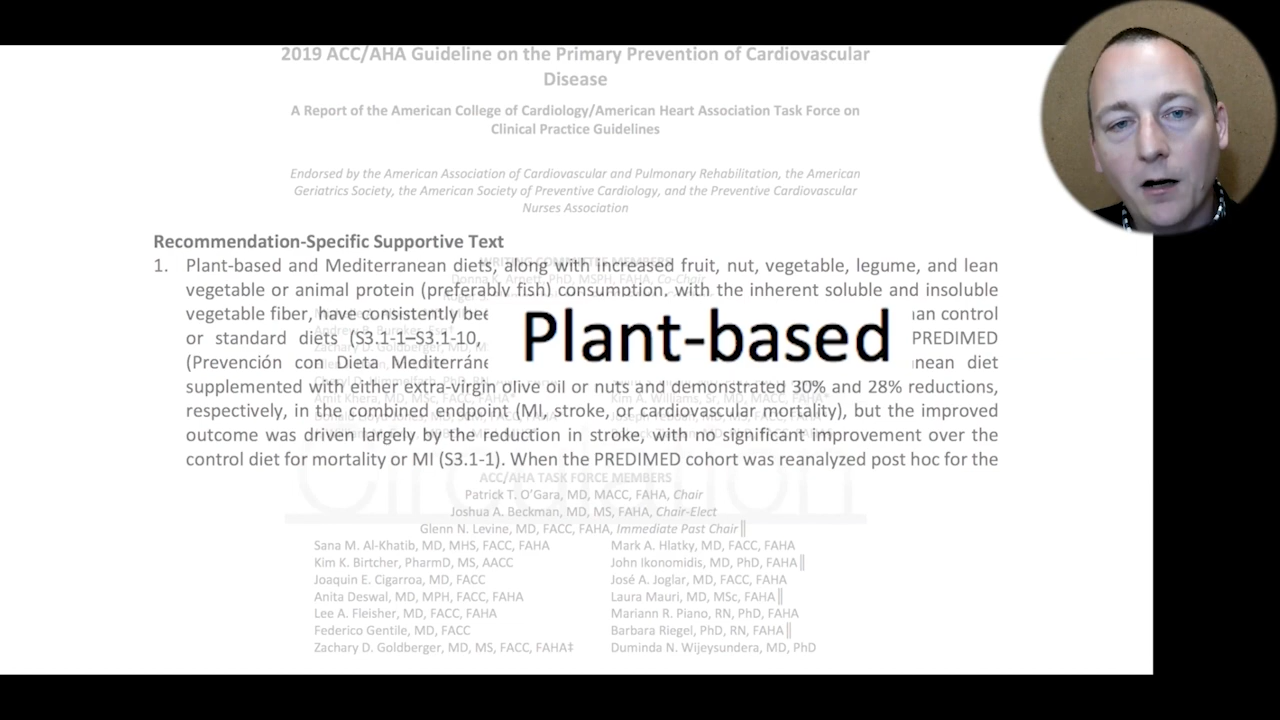 2019 ACC/AHA Guideline on the Primary Prevention of Cardiovascular
Disease
A Report of the American College of Cardiology/American Heart Association Task Force on
Clinical Practice Guidelines
Endorsed by the American Association of Cardiovascular and Pulmonary Rehabilitation, the American
Geriatrics Society, the American Society of Preventive Cardiology, and the Preventive Cardiovascular
Nurses Association
Recommendation-Specific Supportive Text
1. Plant-based and Mediterranean diets, along with increased fruit, nut, vegetable, legume, and lean
vegetable or animal protein (preferably fish) consumption, with the inherent soluble and insoluble
vegetable fiber, have consistently control
Plant-based
or standard diets (S3.1-1–S3.1-10, PREDIMED
(Prevención con Dieta diet
supplemented with either extra-virgin olive oil or nuts and demonstrated 30% and 28% reductions,
respectively, in the combined endpoint (MI, stroke, or cardiovascular mortality), but the improved
outcome was driven largely by the reduction in stroke, with no significant improvement over the
control diet for mortality or MI (S3.1-1). When the PREDIMED cohort was reanalyzed post hoc for the
ACC/AHA TASK FORCE MEMBERS
Patrick T. O’Gara, MD, MACC, FAHA, Chair
Joshua A. Beckman, MD, MS, FAHA, Chair-Elect
Glenn N. Levine, MD, FACC, FAHA, Immediate Past Chair║
Sana M. Al-Khatib, MD, MHS, FACC, FAHA Mark A. Hlatky, MD, FACC, FAHA
Kim K. Birtcher, PharmD, MS, AACC John Ikonomidis, MD, PhD, FAHA║
Joaquin E. Cigarroa, MD, FACC José A. Joglar, MD, FACC, FAHA
Anita Deswal, MD, MPH, FACC, FAHA Laura Mauri, MD, MSc, FAHA║
Lee A. Fleisher, MD, FACC, FAHA Mariann R. Piano, RN, PhD, FAHA
Federico Gentile, MD, FACC Barbara Riegel, PhD, RN, FAHA║
Zachary D. Goldberger, MD, MS, FACC, FAHA‡ Duminda N. Wijeysundera, MD, PhD